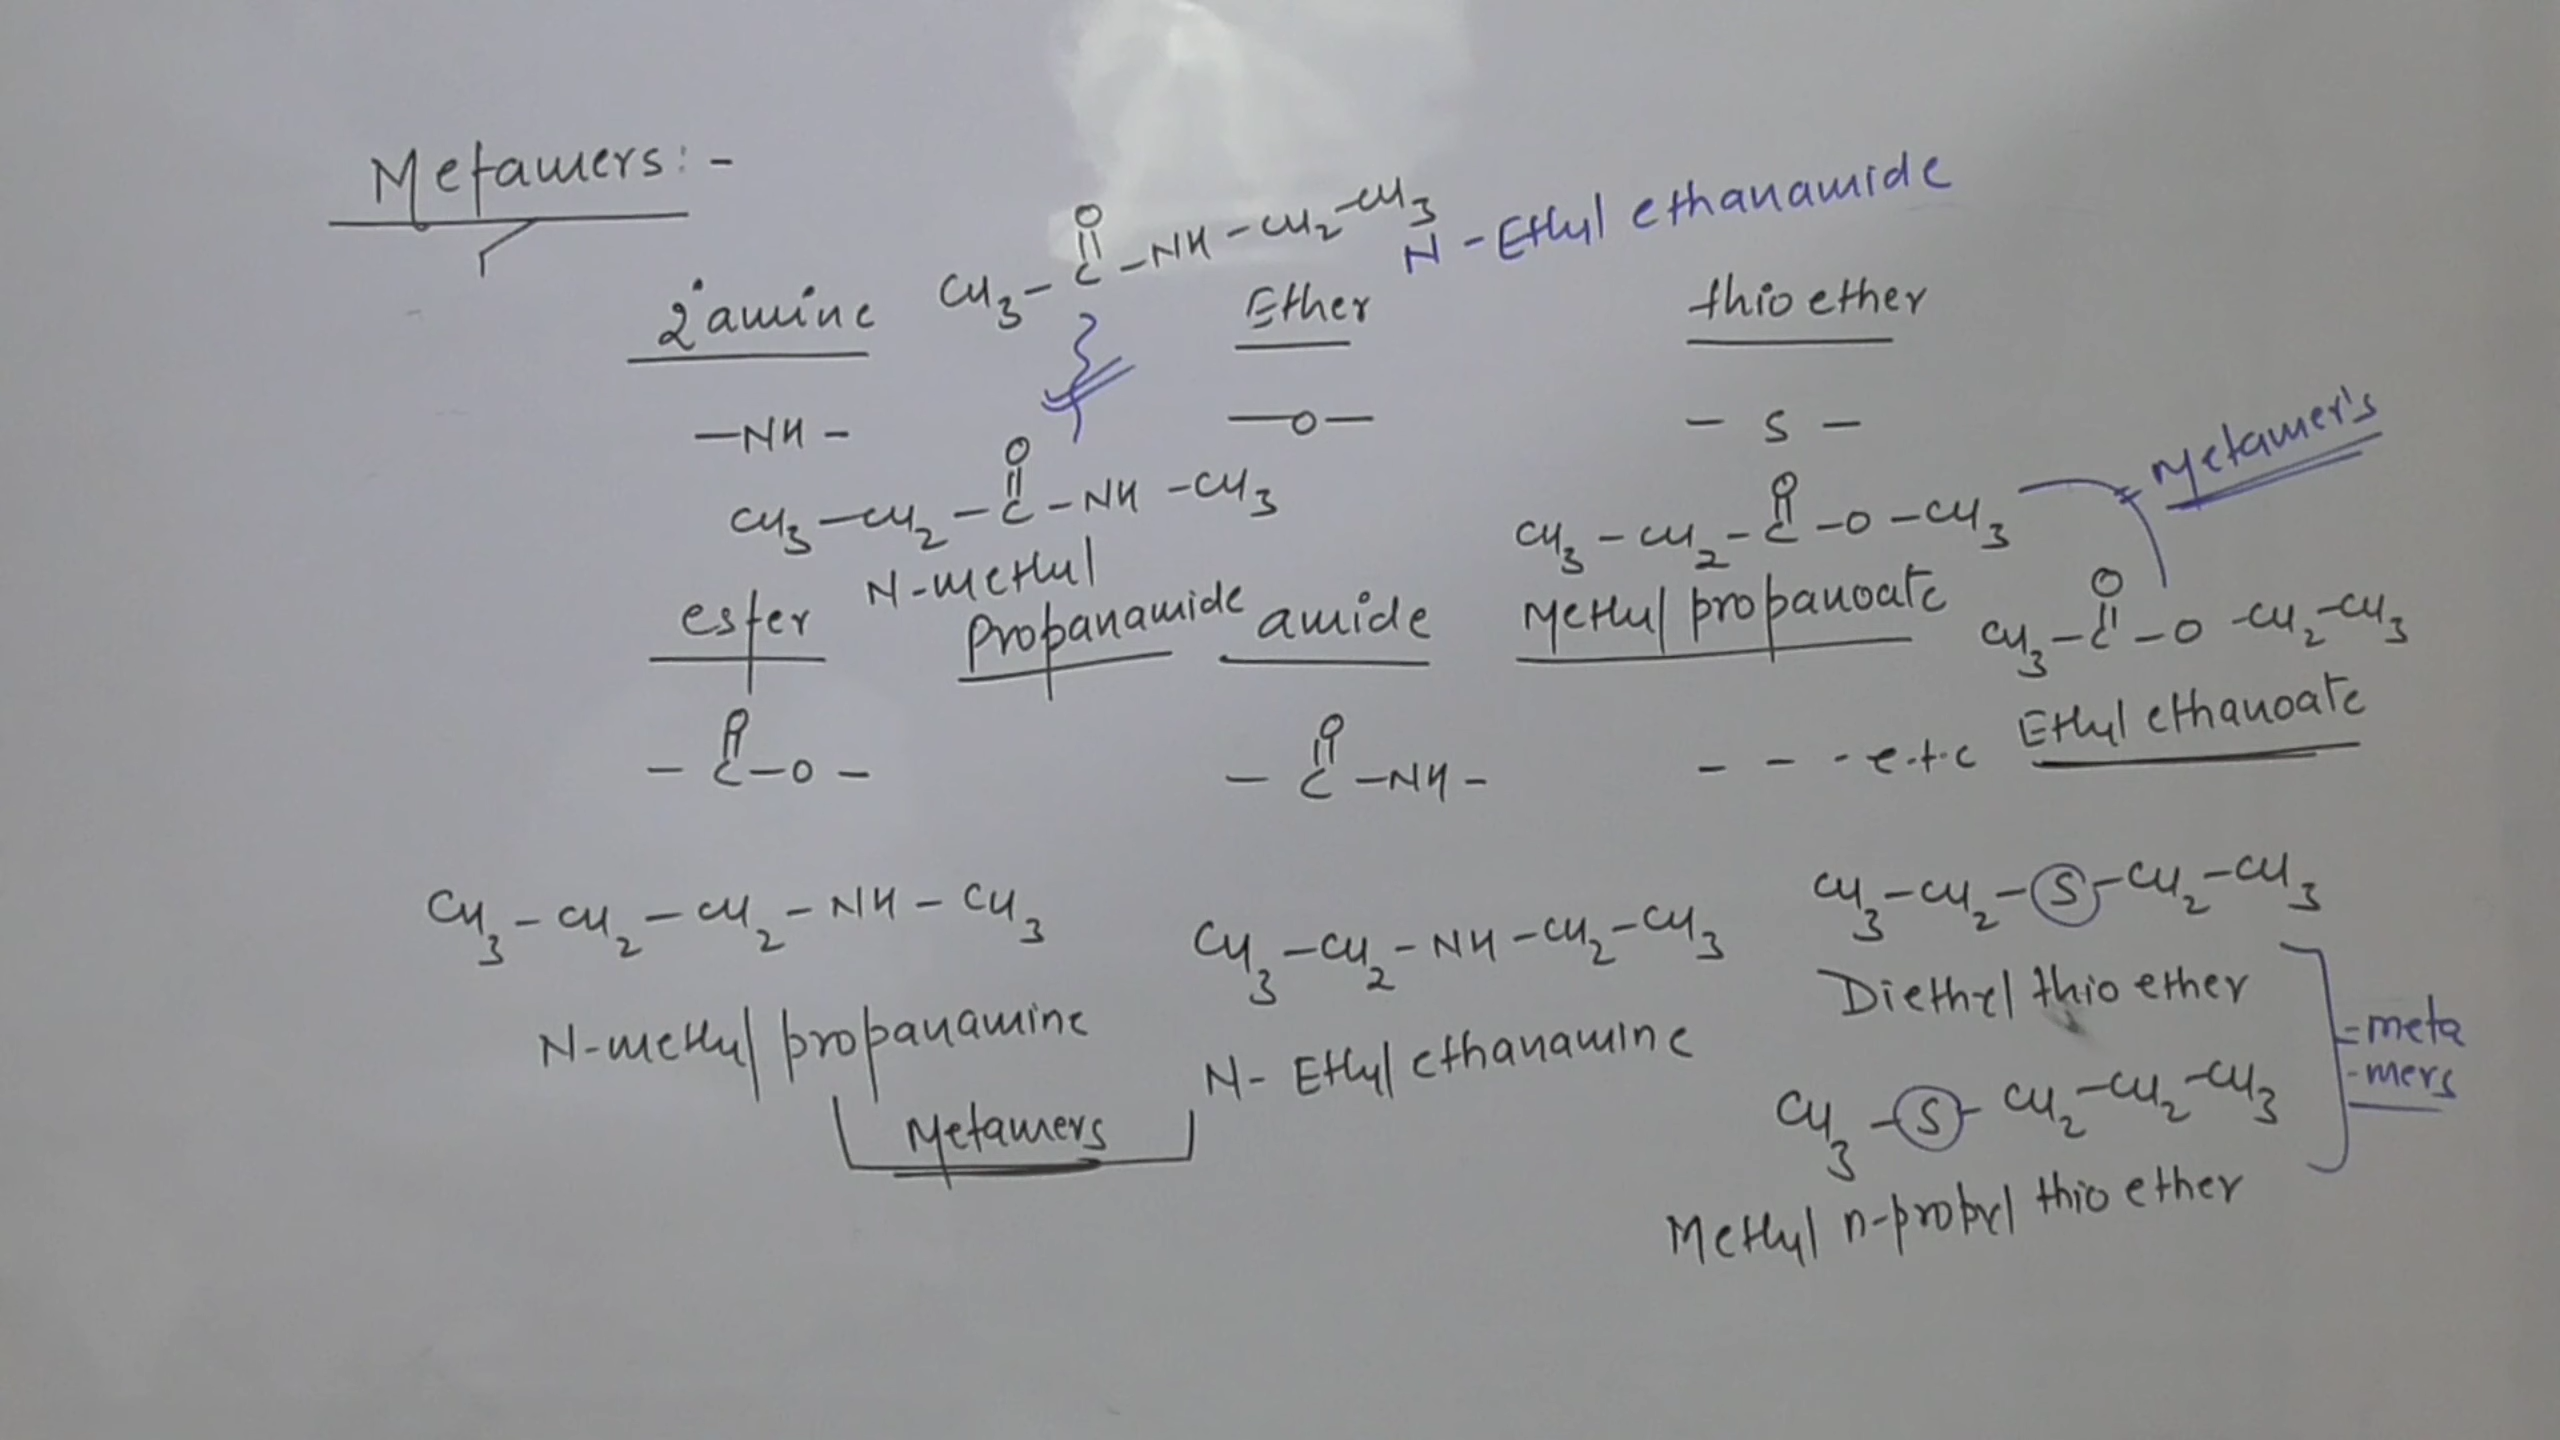 Metamers:-
O
CH3-C-NH-CH2-CH3
N-Ethyl ethanamide
2°amine
Ether
thio ether
-NH-
-O-
-S-
Metamer's
O
CH3-CH2-C-NH-CH3
N-methyl
Propanamide
O
CH3-CH2-C-O-CH3
Methyl propanoate
O
CH3-C-O-CH2-CH3
Ethyl ethanoate
ester
amide
O
-C-O-
O
-C-NH-
- - - e.t.c
CH3-CH2-CH2-NH-CH3
N-methyl propanamine
CH3-CH2-NH-CH2-CH3
N-Ethyl ethanamine
Metamers
CH3-CH2-S-CH2-CH3
Diethyl thio ether
CH3-S-CH2-CH2-CH3
Methyl n-propyl thio ether
-meta
-mers